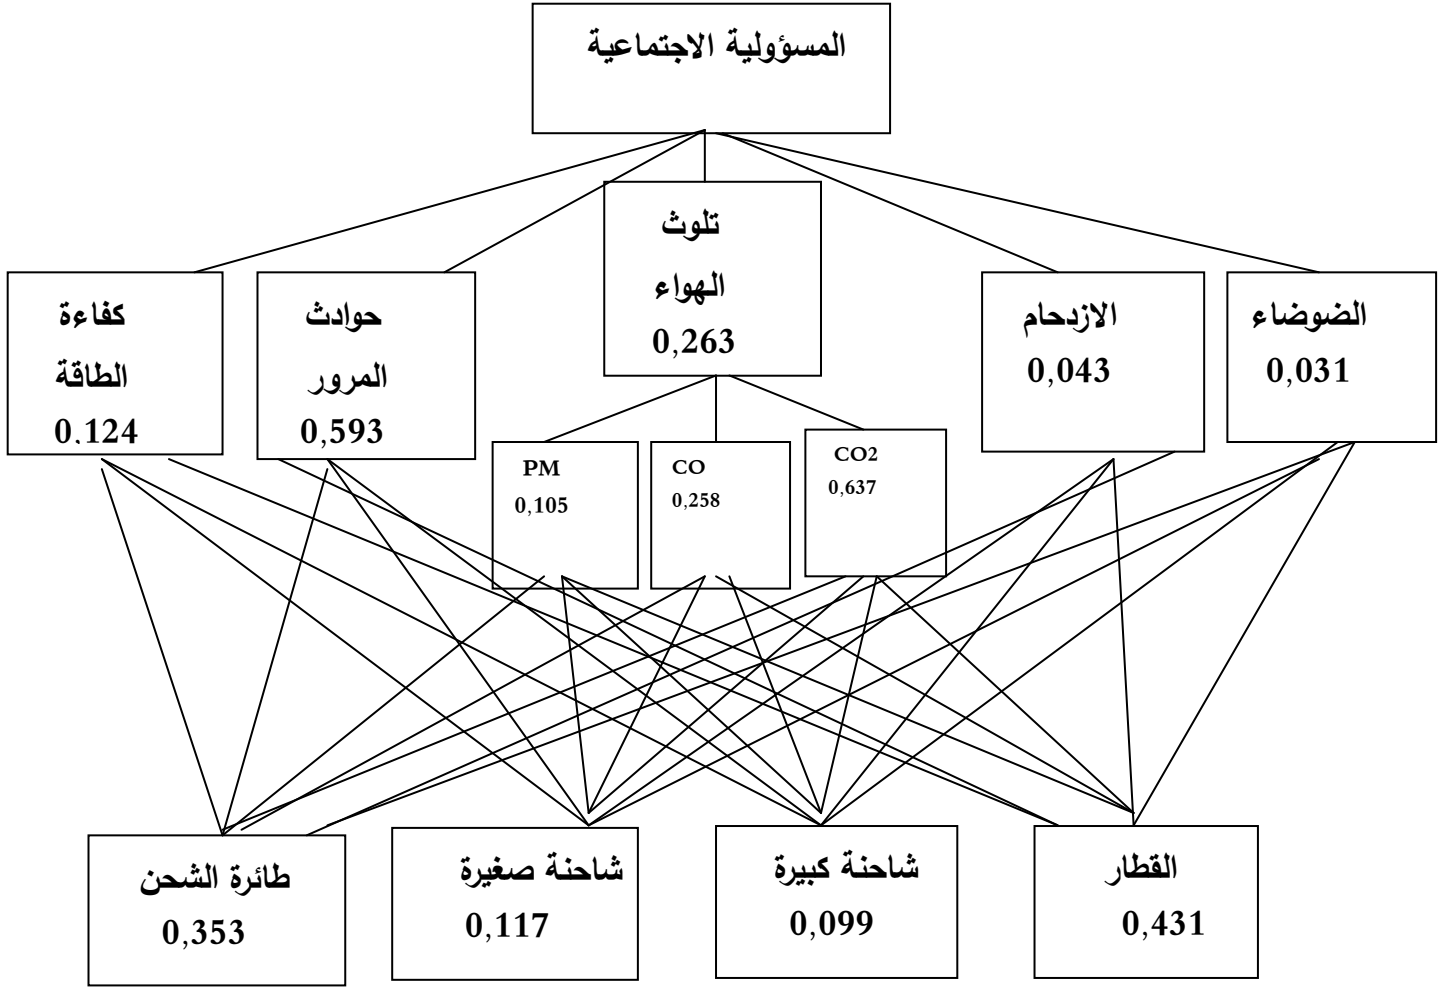 المسؤولية الاجتماعية
تلوث
الهواء
0,263
الضوضاء
0,031
الازدحام
0,043
حوادث
المرور
0,593
كفاءة
الطاقة
0,124
CO2
0,637
CO
0,258
PM
0,105
القطار
0,431
شاحنة كبيرة
0,099
شاحنة صغيرة
0,117
طائرة الشحن
0,353